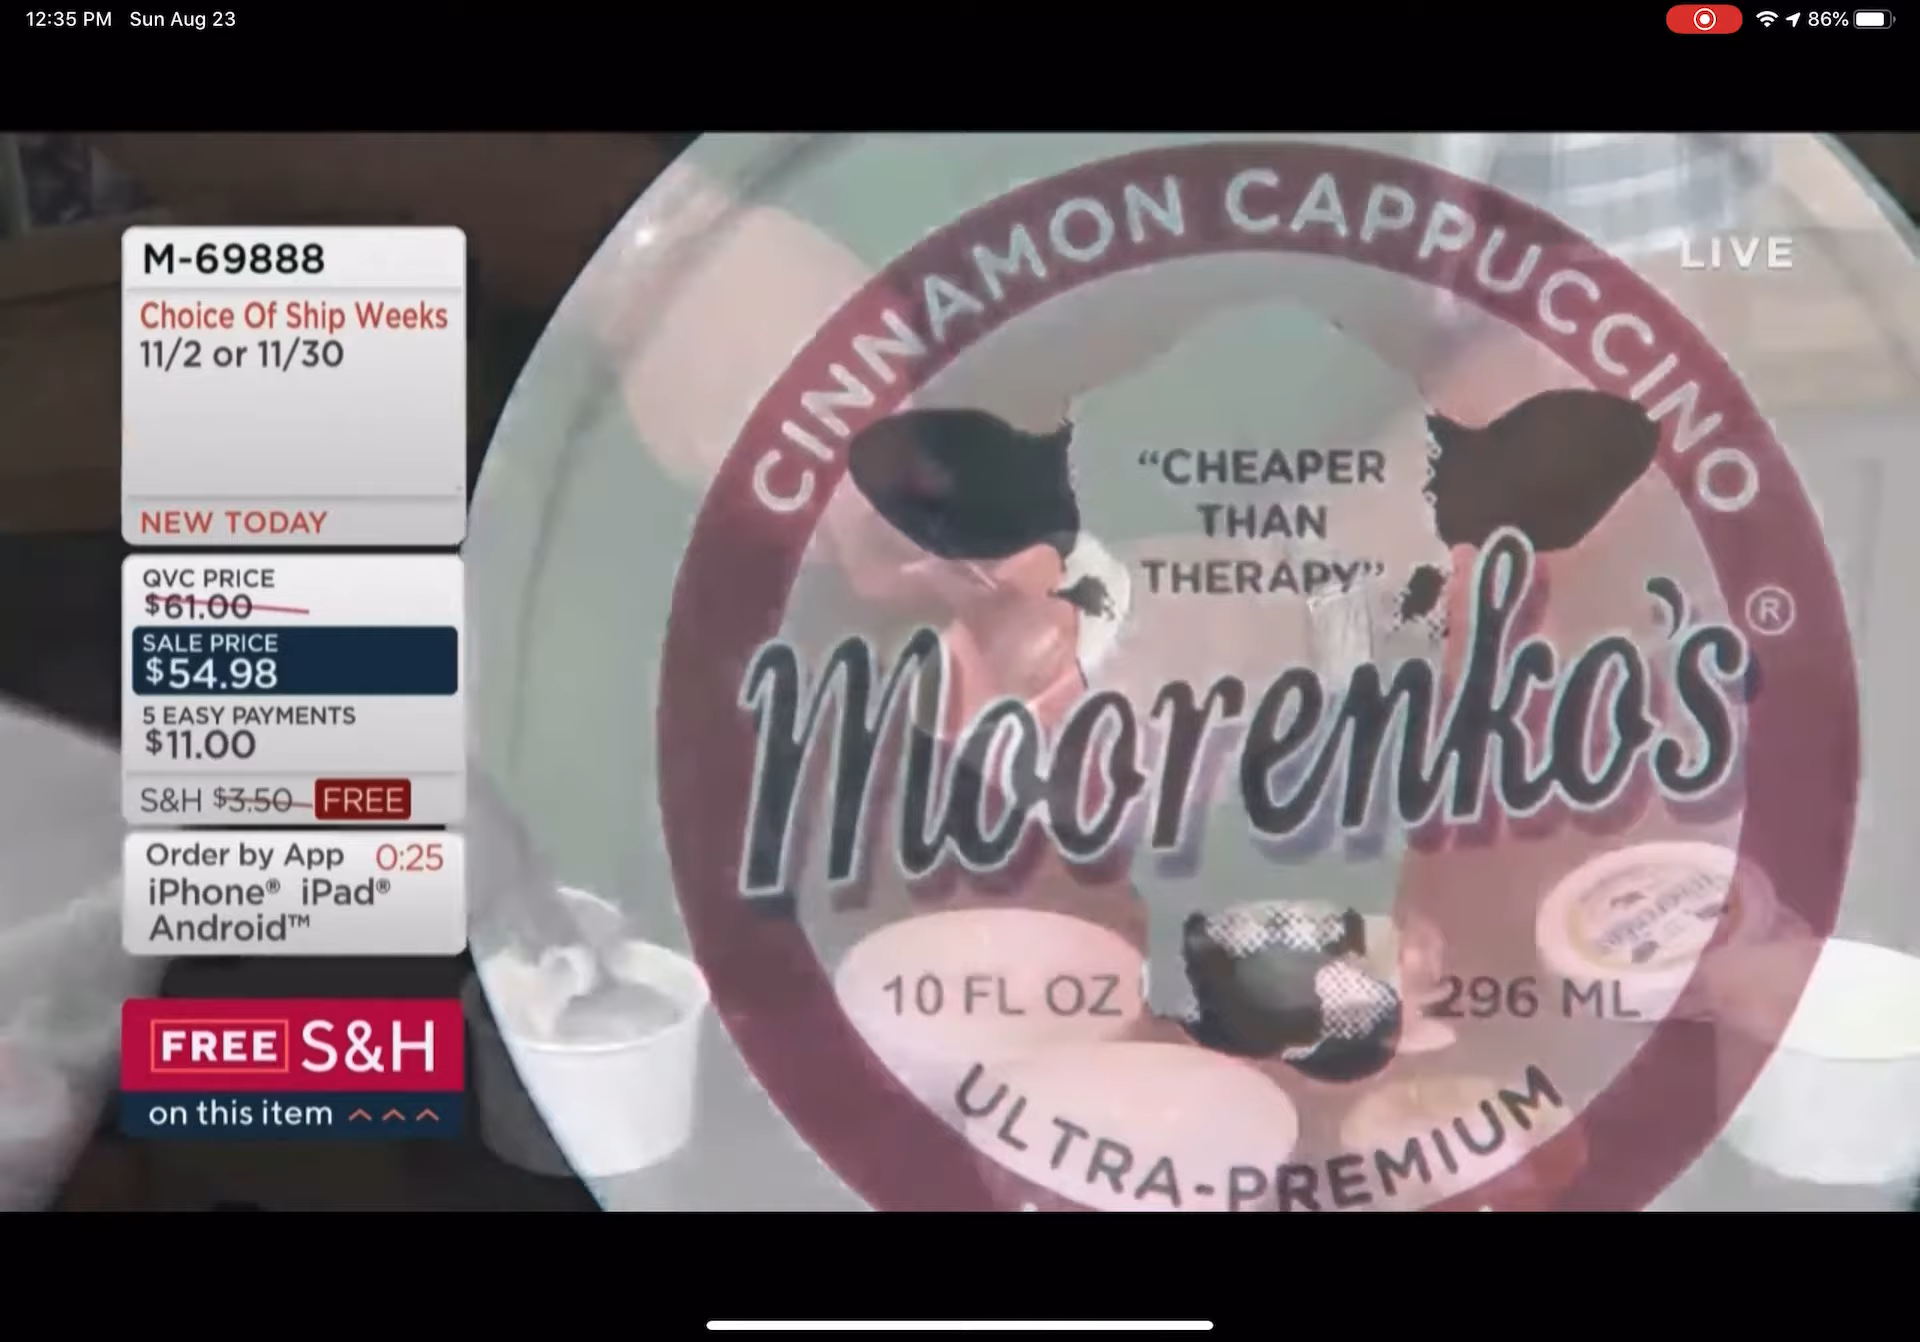 12:35 PM Sun Aug 23
86%
M-69888
Choice Of Ship Weeks
11/2 or 11/30
NEW TODAY
QVC PRICE
$61.00
SALE PRICE
$54.98
5 EASY PAYMENTS
$11.00
S&H $3.50 FREE
Order by App 0:25
iPhone® iPad®
Android™
FREE S&H
on this item
LIVE
CINNAMON CAPPUCCINO
“CHEAPER
THAN
THERAPY”
Moorenko's®
10 FL OZ 296 ML
ULTRA-PREMIUM